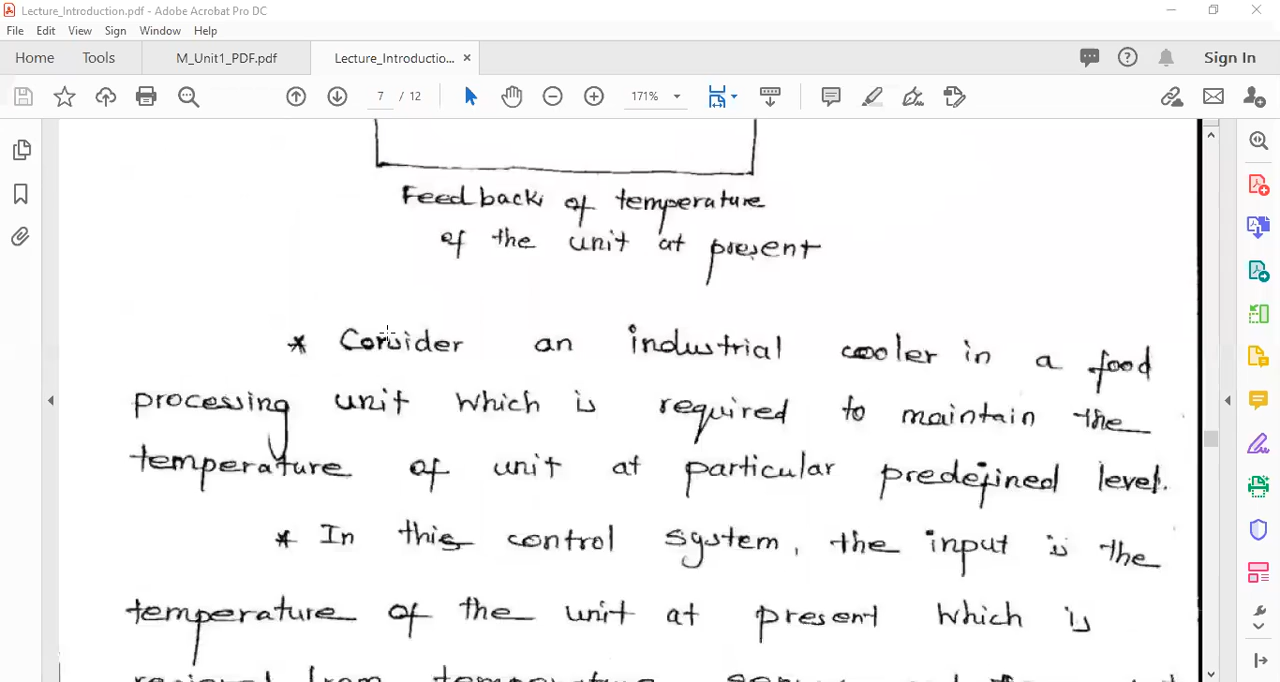 Lecture_Introduction.pdf - Adobe Acrobat Pro DC
File Edit View Sign Window Help
Home Tools M_Unit1_PDF.pdf Lecture_Introductio... × Sign In
7 / 12 171%
Feedback of temperature
of the unit at present
* Consider an industrial cooler in a food
processing unit which is required to maintain the
temperature of unit at particular predefined level.
* In this control system, the input is the
temperature of the unit at present which is
from temperature